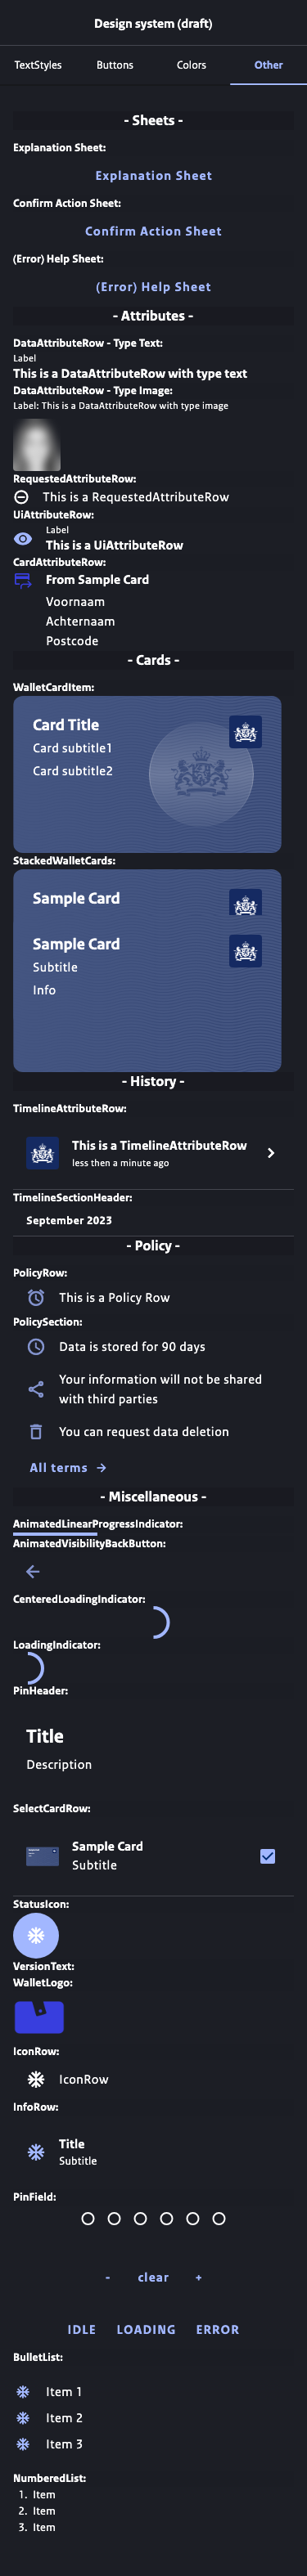 Design system (draft)
TextStyles
Buttons
Colors
Other
- Sheets -
Explanation Sheet:
Explanation Sheet
Confirm Action Sheet:
Confirm Action Sheet
(Error) Help Sheet:
(Error) Help Sheet
- Attributes -
DataAttributeRow - Type Text:
Label
This is a DataAttributeRow with type text
DataAttributeRow - Type Image:
Label: This is a DataAttributeRow with type image
RequestedAttributeRow:
This is a RequestedAttributeRow
UiAttributeRow:
Label
This is a UiAttributeRow
CardAttributeRow:
From Sample Card
Voornaam
Achternaam
Postcode
- Cards -
WalletCardItem:
Card Title
Card subtitle1
Card subtitle2
StackedWalletCards:
Sample Card
Sample Card
Subtitle
Info
- History -
TimelineAttributeRow:
This is a TimelineAttributeRow
less then a minute ago
TimelineSectionHeader:
September 2023
- Policy -
PolicyRow:
This is a Policy Row
PolicySection:
Data is stored for 90 days
Your information will not be shared
with third parties
You can request data deletion
All terms
- Miscellaneous -
AnimatedLinearProgressIndicator:
AnimatedVisibilityBackButton:
CenteredLoadingIndicator:
LoadingIndicator:
PinHeader:
Title
Description
SelectCardRow:
Sample Card
Subtitle
StatusIcon:
VersionText:
WalletLogo:
IconRow:
IconRow
InfoRow:
Title
Subtitle
PinField:
- clear +
IDLE LOADING ERROR
BulletList:
Item 1
Item 2
Item 3
NumberedList:
1. Item
2. Item
3. Item